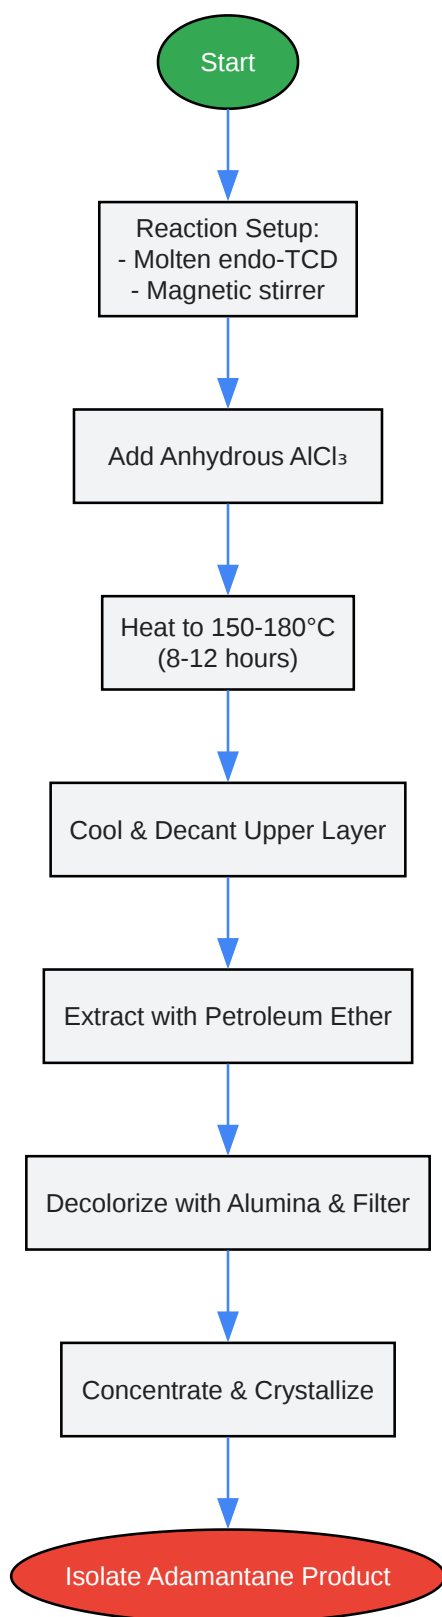 Start
Reaction Setup:
- Molten endo-TCD
- Magnetic stirrer
Add Anhydrous AlCl₃
Heat to 150-180°C
(8-12 hours)
Cool & Decant Upper Layer
Extract with Petroleum Ether
Decolorize with Alumina & Filter
Concentrate & Crystallize
Isolate Adamantane Product